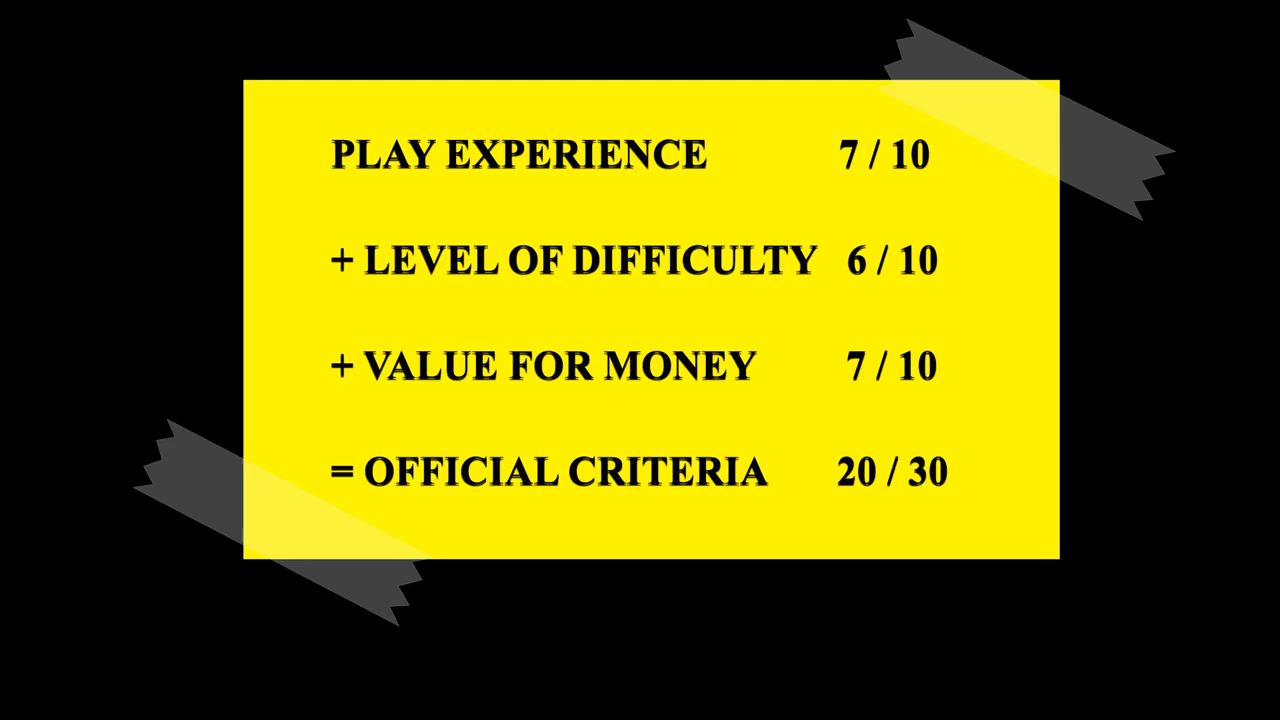 PLAY EXPERIENCE 7 / 10
+ LEVEL OF DIFFICULTY 6 / 10
+ VALUE FOR MONEY 7 / 10
= OFFICIAL CRITERIA 20 / 30